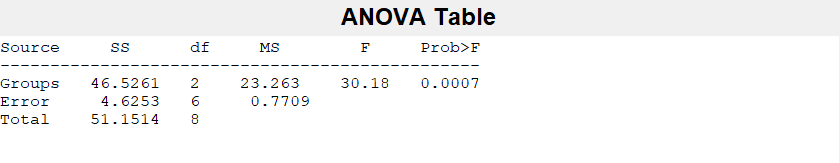 ANOVA Table
Source SS df MS F Prob>F
------------------------------------------------
Groups 46.5261 2 23.263 30.18 0.0007
Error 4.6253 6 0.7709
Total 51.1514 8